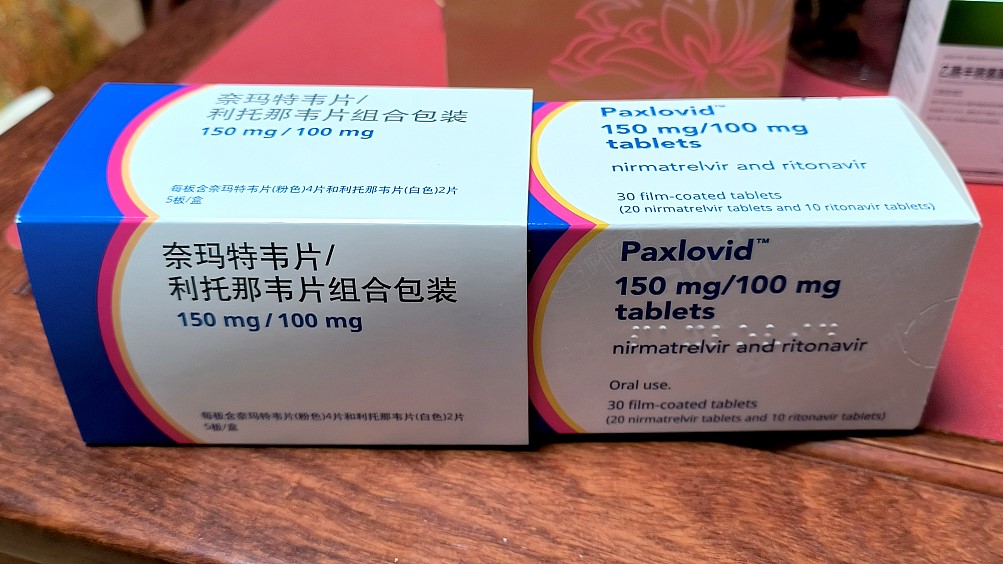 奈玛特韦片/
利托那韦片组合包装
150 mg / 100 mg
每板含奈玛特韦片(粉色)4片和利托那韦片(白色)2片
5板/盒
奈玛特韦片/
利托那韦片组合包装
150 mg / 100 mg
每板含奈玛特韦片(粉色)4片和利托那韦片(白色)2片
5板/盒
Paxlovid™
150 mg/100 mg
tablets
nirmatrelvir and ritonavir
30 film-coated tablets
(20 nirmatrelvir tablets and 10 ritonavir tablets)
Paxlovid™
150 mg/100 mg
tablets
nirmatrelvir and ritonavir
Oral use.
30 film-coated tablets
(20 nirmatrelvir tablets and 10 ritonavir tablets)